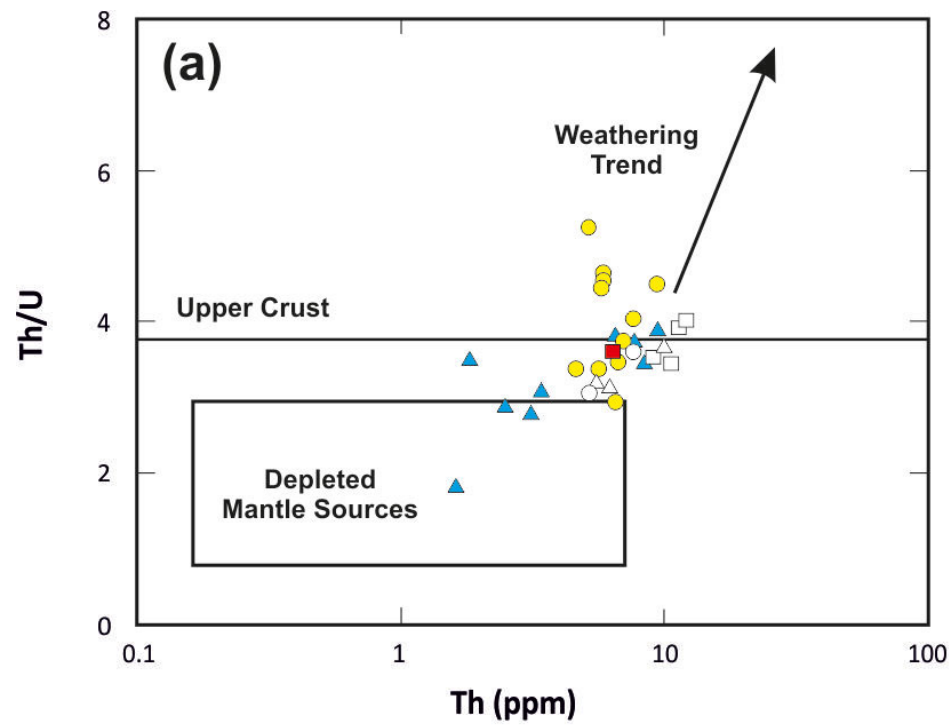 (a)
8
6
4
2
0
Th/U
Weathering
Trend
Upper Crust
Depleted
Mantle Sources
0.1 1 10 100
Th (ppm)